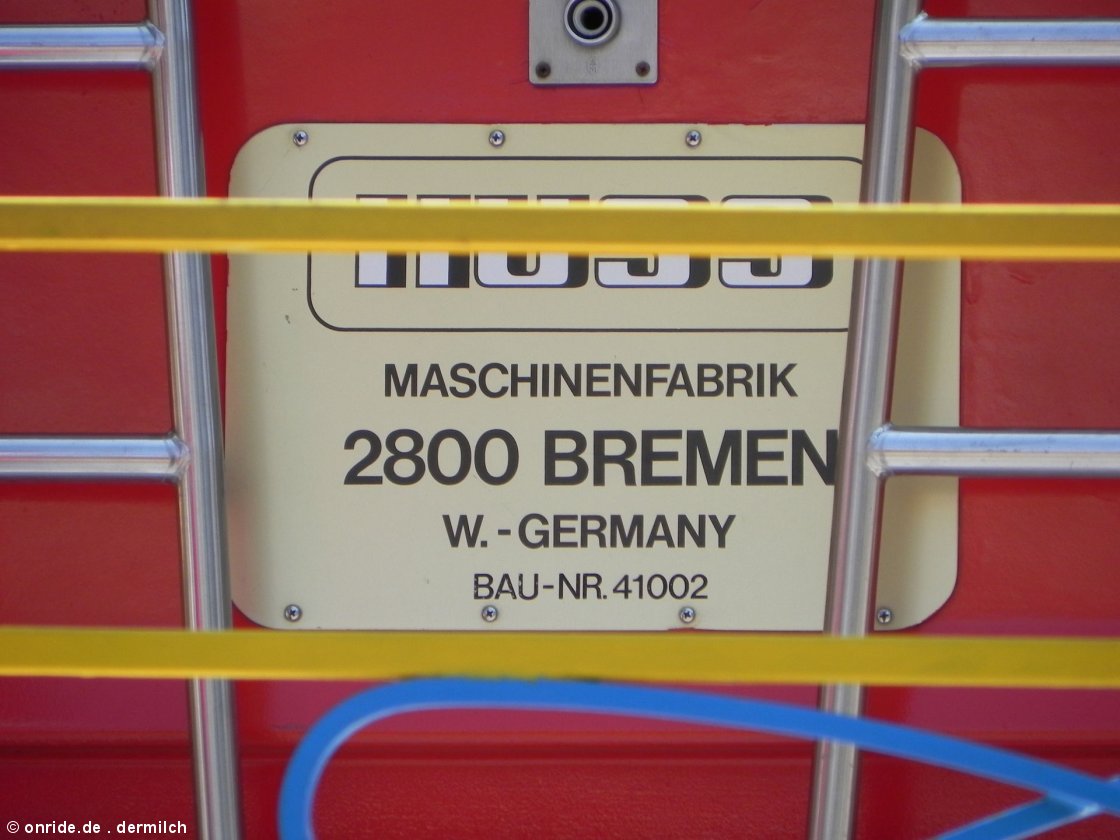 HUSS
MASCHINENFABRIK
2800 BREMEN
W.-GERMANY
BAU-NR. 41002
© onride.de . dermilch